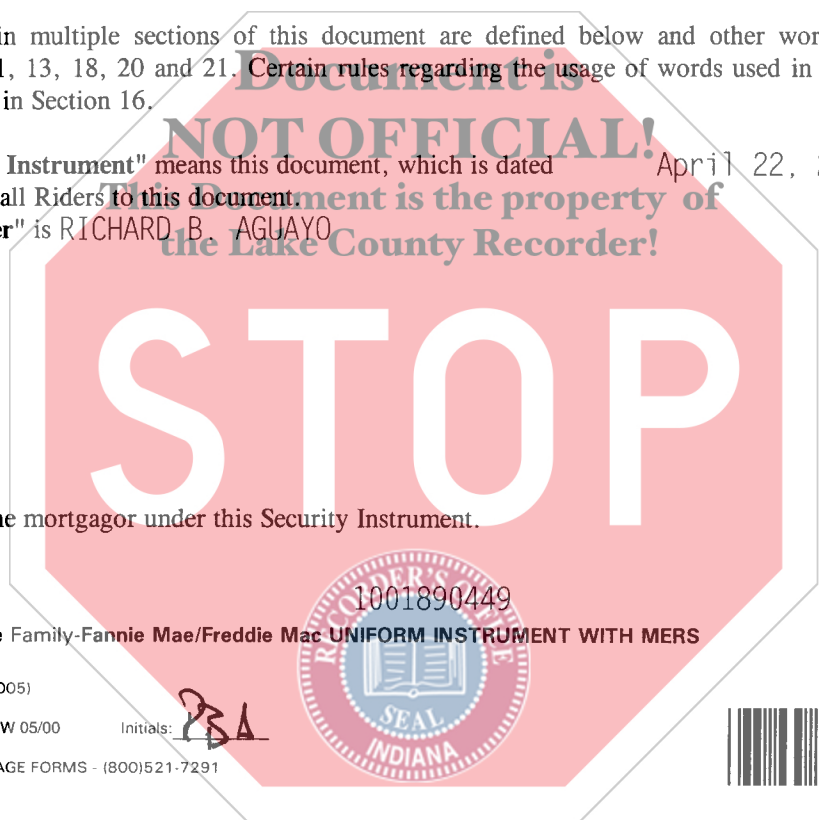 in multiple sections of this document are defined below and other
, 13, 18, 20 and 21. Certain rules regarding the usage of words used in
in Section 16.
Document is
NOT OFFICIAL!
This Document is the property of
the Lake County Recorder!
Instrument" means this document, which is dated April 22,
all Riders to this document.
" is RICHARD B. AGUAYO
STOP
mortgagor under this Security Instrument.
1001890449
Family-Fannie Mae/Freddie Mac UNIFORM INSTRUMENT WITH MERS
005)
W 05/00 Initials: RBA
AGE FORMS - (800)521-7291
RECORDER'S OFFICE
SEAL
INDIANA